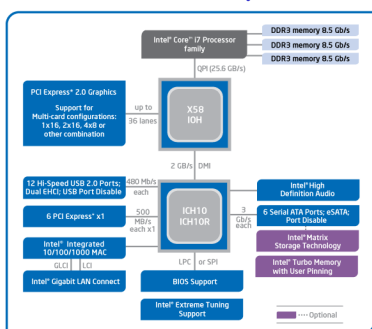 Intel® Core™ i7 Processor
family
DDR3 memory 8.5 Gb/s
DDR3 memory 8.5 Gb/s
DDR3 memory 8.5 Gb/s
QPI (25.6 GB/s)
PCI Express® 2.0 Graphics
Support for
Multi-card configurations:
1x16, 2x16, 4x8 or
other combination
up to
36 lanes
X58
IOH
2 GB/s
DMI
12 Hi-Speed USB 2.0 Ports;
Dual EHCI; USB Port Disable
480 Mb/s
each
6 PCI Express® x1
500
MB/s
each x1
Intel® Integrated
10/100/1000 MAC
GLCI
LCI
Intel® Gigabit LAN Connect
ICH10
ICH10R
Intel® High
Definition Audio
3
Gb/s
each
6 Serial ATA Ports; eSATA;
Port Disable
Intel® Matrix
Storage Technology
Intel® Turbo Memory
with User Pinning
LPC or SPI
BIOS Support
Intel® Extreme Tuning
Support
Optional